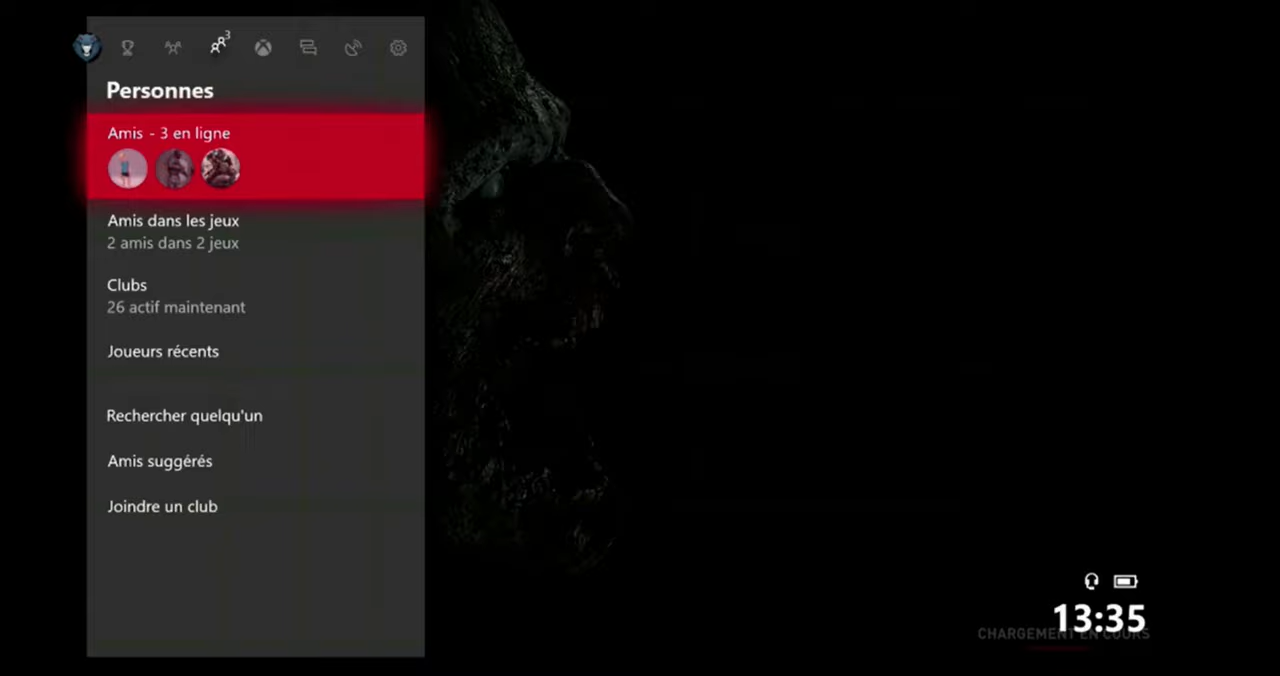 3
Personnes
Amis - 3 en ligne
Amis dans les jeux
2 amis dans 2 jeux
Clubs
26 actif maintenant
Joueurs récents
Rechercher quelqu'un
Amis suggérés
Joindre un club
13:35
CHARGEMENT EN COURS